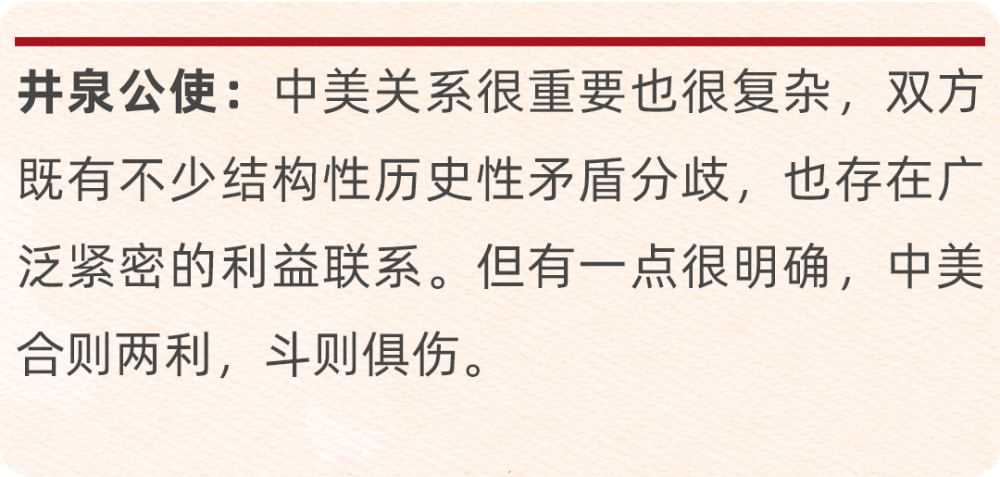 井泉公使：中美关系很重要也很复杂，双方
既有不少结构性历史性矛盾分歧，也存在广
泛紧密的利益联系。但有一点很明确，中美
合则两利，斗则俱伤。